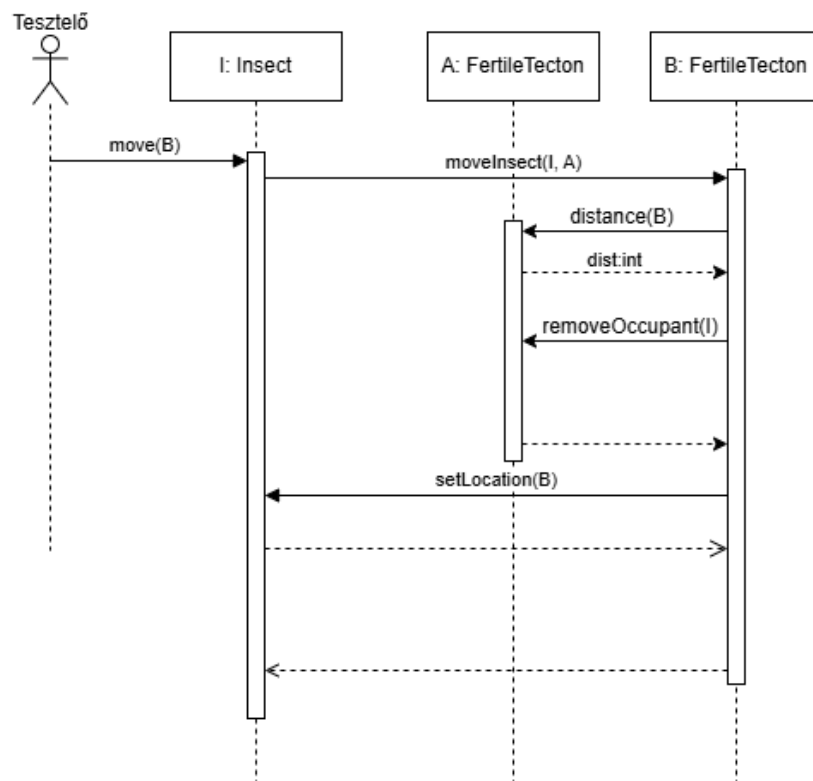 Tesztelő
I: Insect
A: FertileTecton
B: FertileTecton
move(B)
moveInsect(I, A)
distance(B)
dist:int
removeOccupant(I)
setLocation(B)